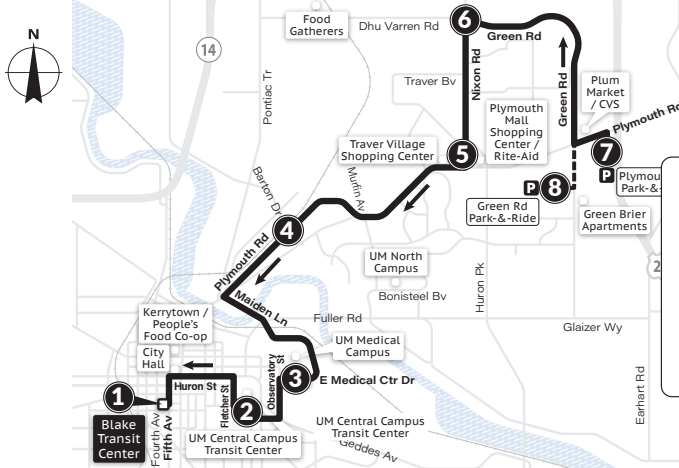 N
14
Food
Gatherers
Dhu Varren Rd
6
Green Rd
Nixon Rd
Traver Bv
Pontiac Tr
Green Rd
Plum
Market
/ CVS
Plymouth Rd
Plymouth
Mall
Shopping
Center /
Rite-Aid
Traver Village
Shopping Center
5
7
P
Park-&-
P
8
Green Rd
Park-&-Ride
Green Brier
Apartments
Barton Dr
Murfin Av
4
Plymouth Rd
UM North
Campus
Bonisteel Bv
Huron Pk
2
Maiden Ln
Fuller Rd
Glazier Wy
Kerrytown /
People's
Food Co-op
City
Hall
UM Medical
Campus
Earhart Rd
Huron St
Fletcher St
Observatory
St
3
E Medical Ctr Dr
1
2
Blake
Transit
Center
Fourth Av
Fifth Av
UM Central Campus
Transit Center
UM Central Campus
Transit Center
Geddes Av